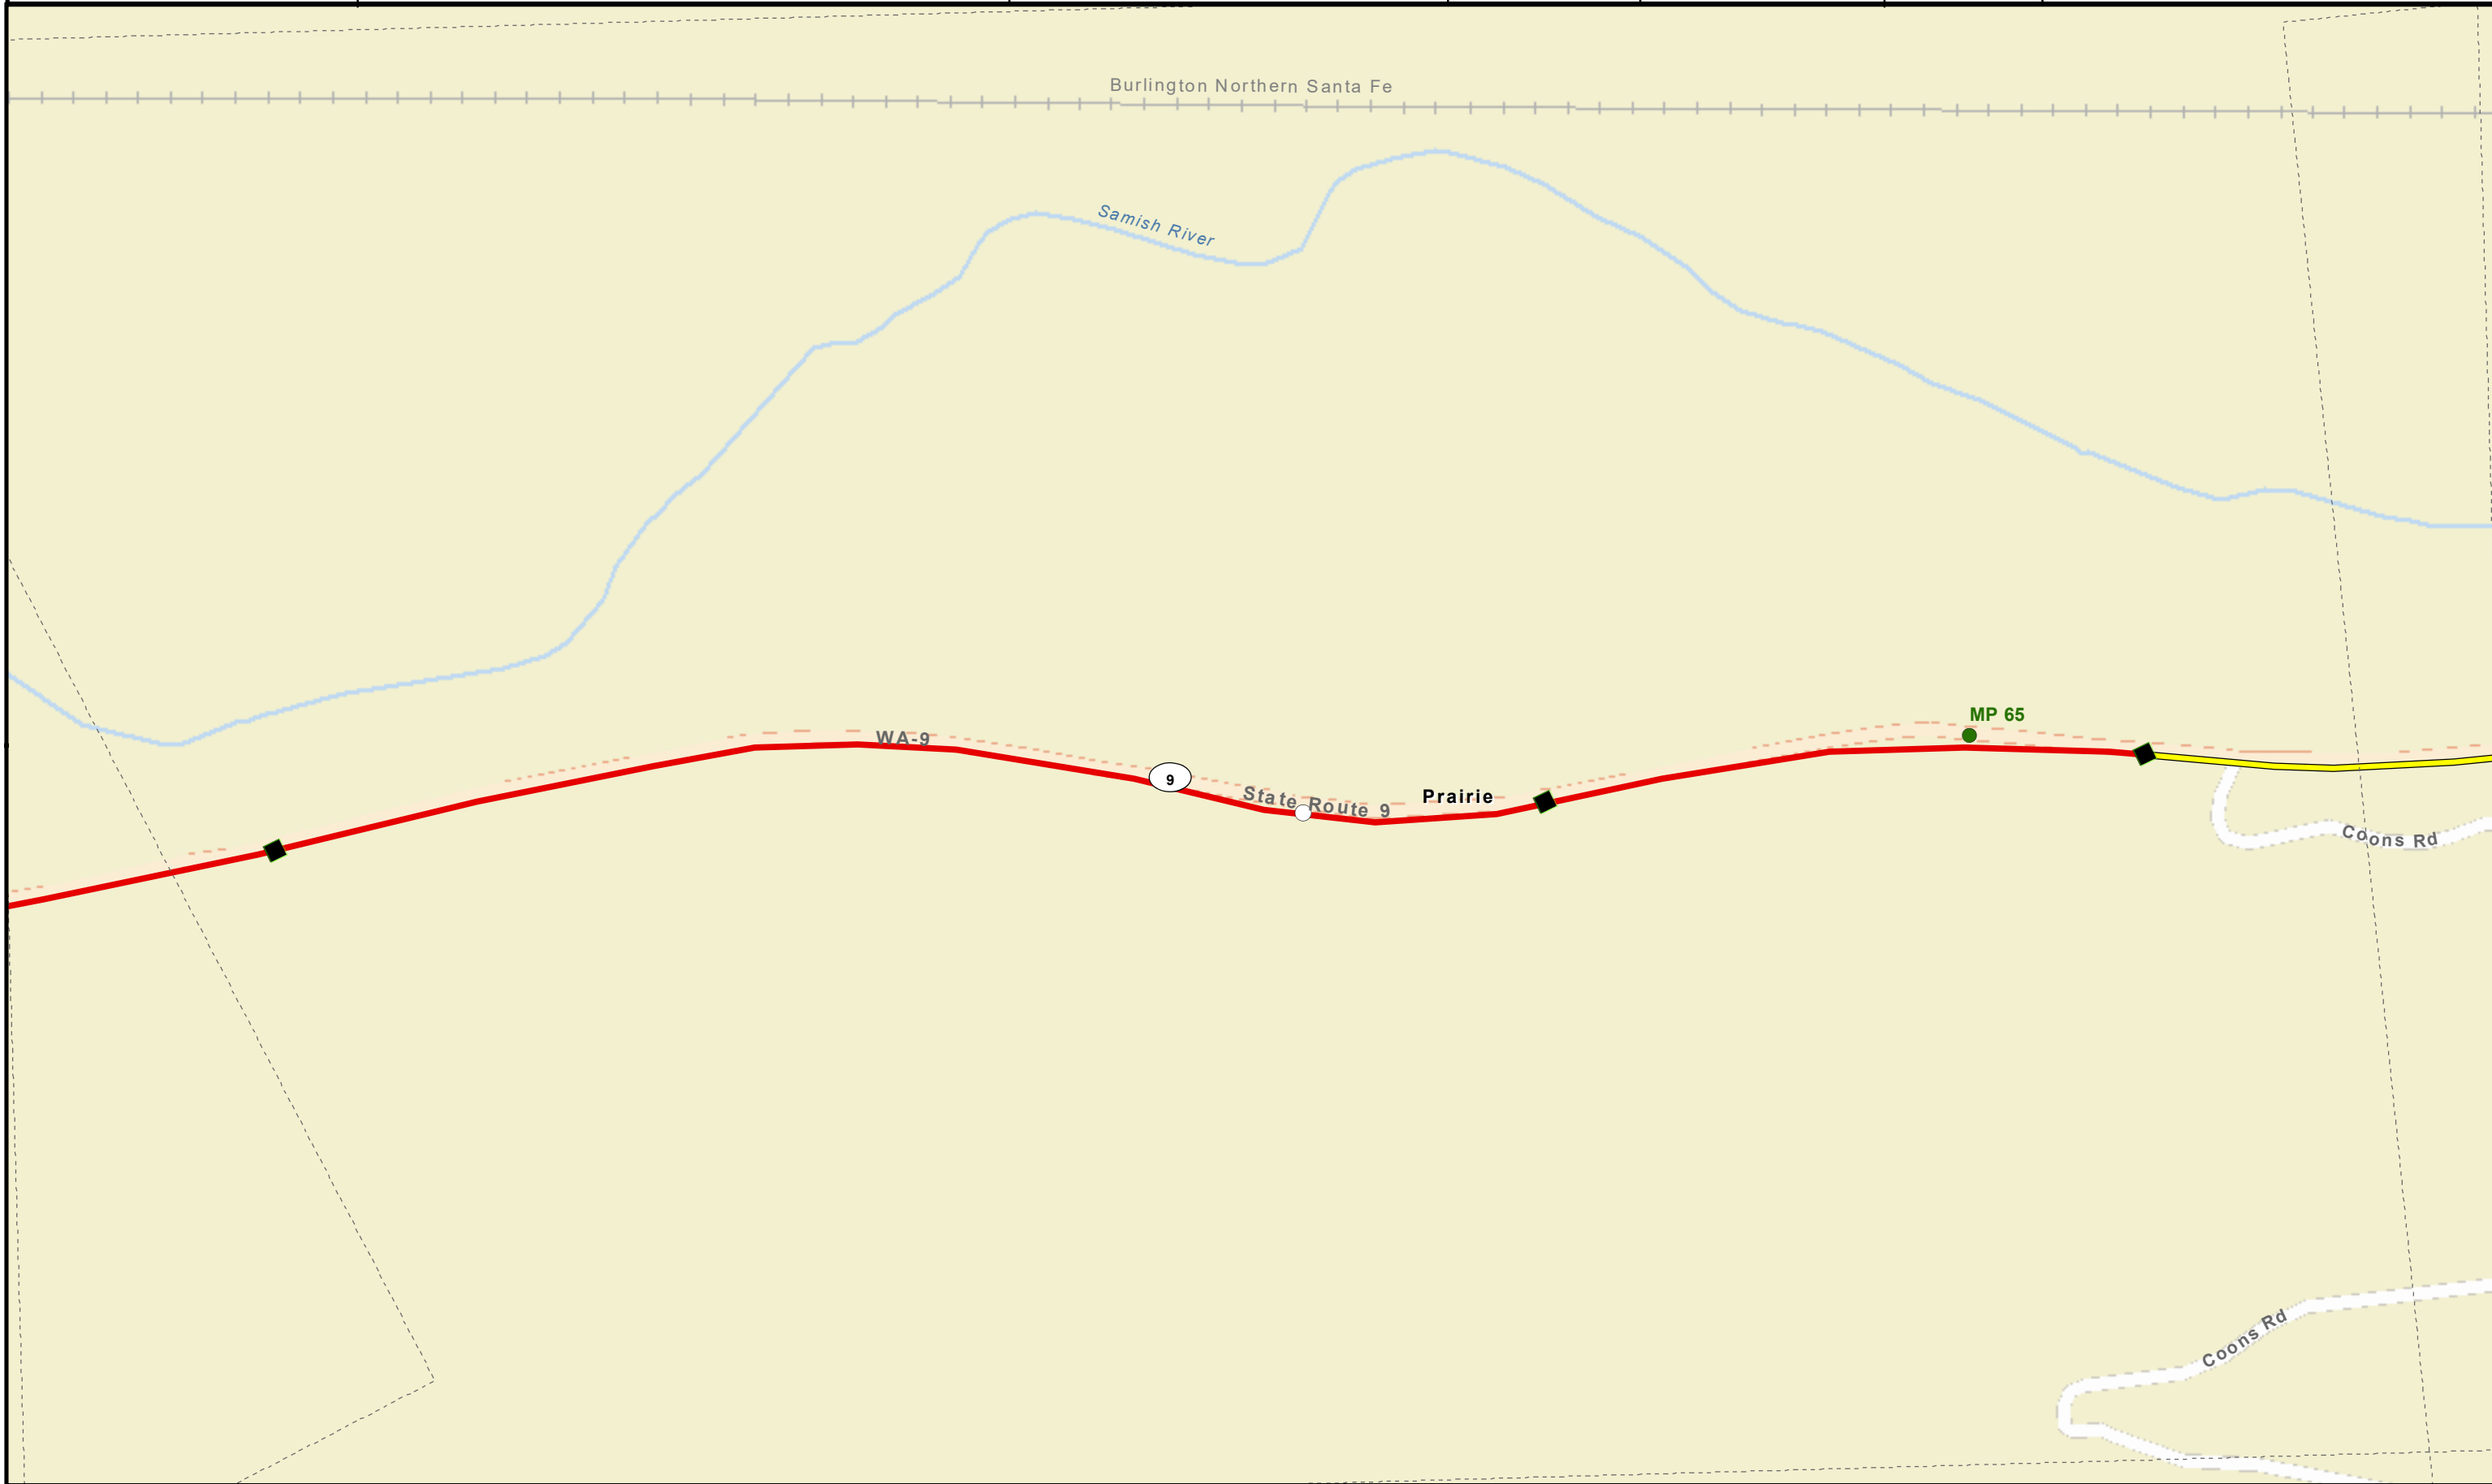 Burlington Northern Santa Fe
Samish River
MP 65
WA-9
9
State Route 9
Prairie
Coons Rd
Coons Rd